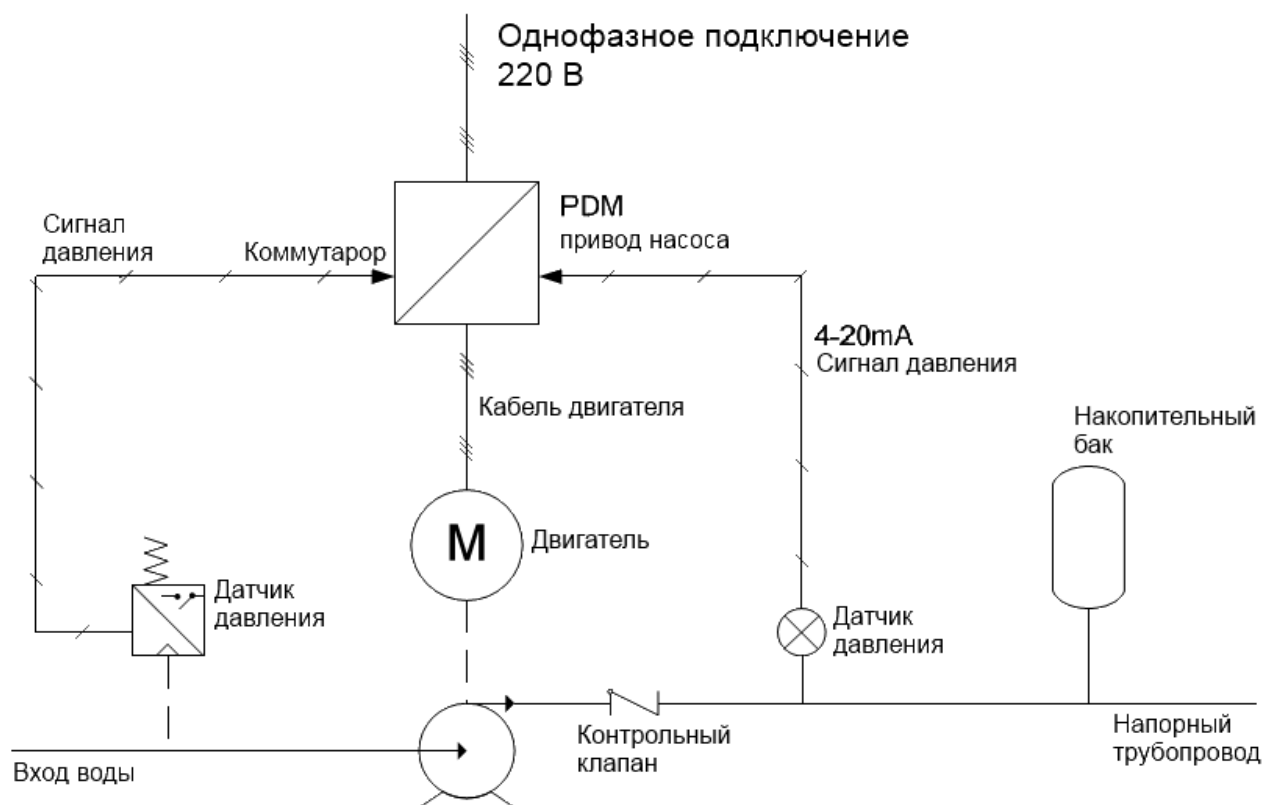 Однофазное подключение
220 В
PDM
привод насоса
Сигнал
давления
Коммутарор
4-20mA
Сигнал давления
Кабель двигателя
Накопительный
бак
М
Двигатель
Датчик
давления
Датчик
давления
Контрольный
клапан
Напорный
трубопровод
Вход воды